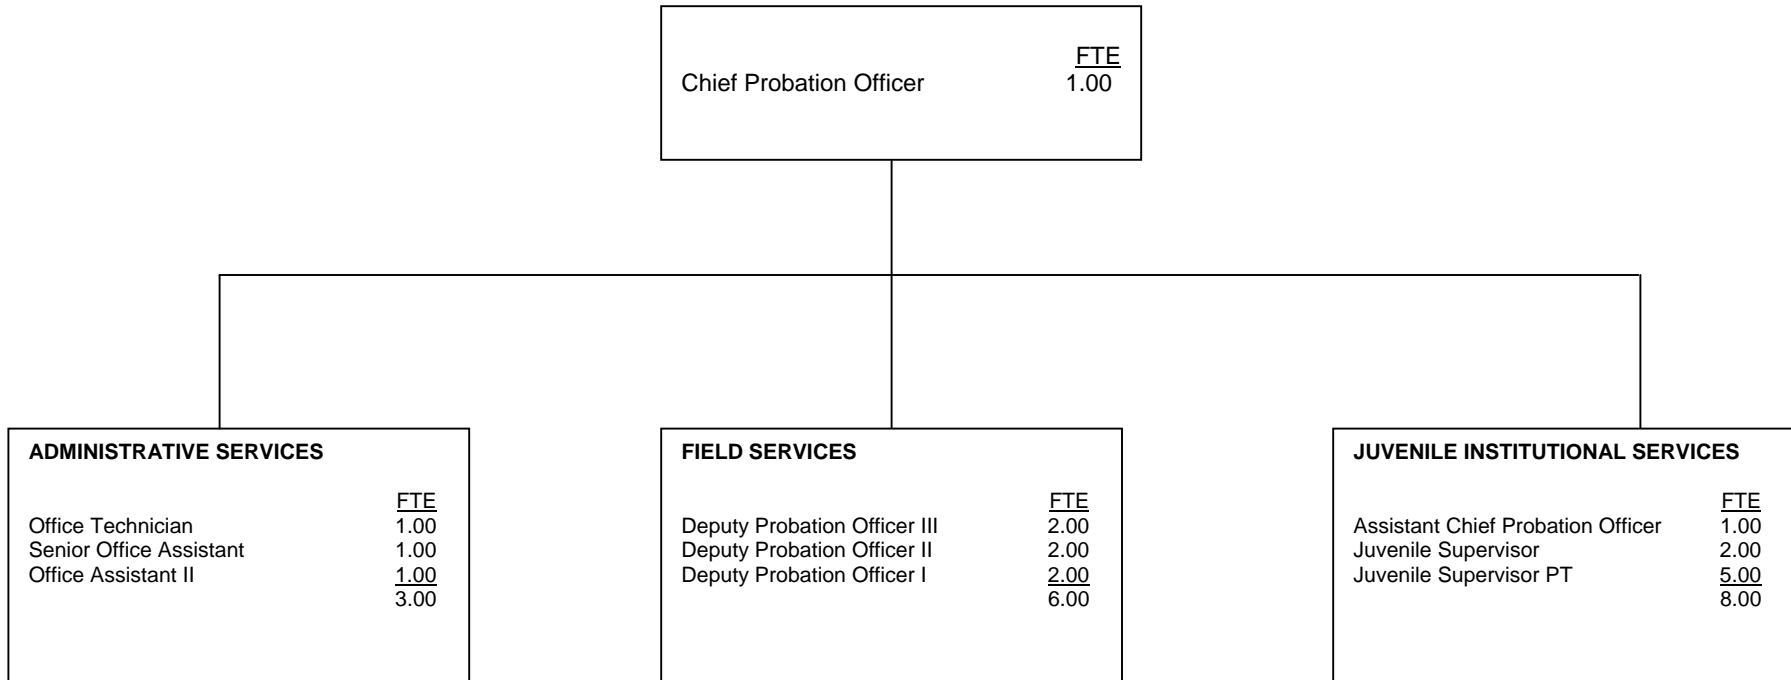 FTE
Chief Probation Officer 1.00
ADMINISTRATIVE SERVICES
FTE
Office Technician 1.00
Senior Office Assistant 1.00
Office Assistant II 1.00
3.00
FIELD SERVICES
FTE
Deputy Probation Officer III 2.00
Deputy Probation Officer II 2.00
Deputy Probation Officer I 2.00
6.00
JUVENILE INSTITUTIONAL SERVICES
FTE
Assistant Chief Probation Officer 1.00
Juvenile Supervisor 2.00
Juvenile Supervisor PT 5.00
8.00